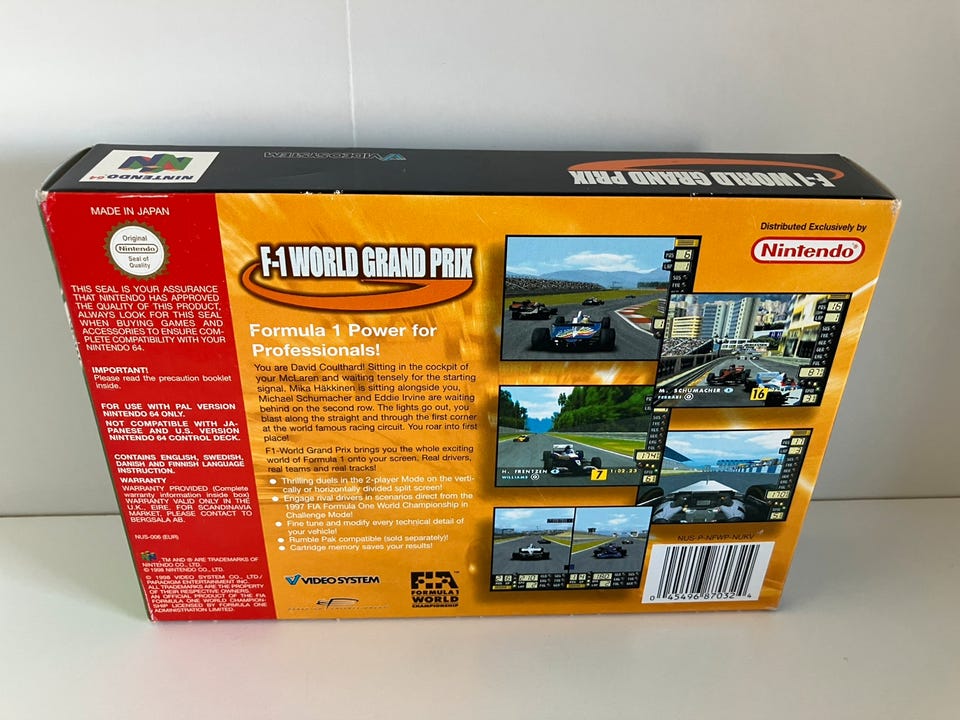 NINTENDO 64
VIDEOSYSTEM
F-1 WORLD GRAND PRIX
MADE IN JAPAN
Original
Nintendo
Seal of
Quality
THIS SEAL IS YOUR ASSURANCE
THAT NINTENDO HAS APPROVED
THE QUALITY OF THIS PRODUCT,
ALWAYS LOOK FOR THIS SEAL
WHEN BUYING GAMES AND
ACCESSORIES TO ENSURE COM-
PLETE COMPATIBILITY WITH YOUR
NINTENDO 64.
IMPORTANT!
Please read the precaution booklet
inside.
FOR USE WITH PAL VERSION
NINTENDO 64 ONLY.
NOT COMPATIBLE WITH JA-
PANESE AND U.S. VERSION
NINTENDO 64 CONTROL DECK.
CONTAINS ENGLISH, SWEDISH,
DANISH AND FINNISH LANGUAGE
INSTRUCTION.
WARRANTY
WARRANTY PROVIDED (Complete
warranty information inside box)
WARRANTY VALID ONLY IN THE
U.K., EIRE. FOR SCANDINAVIA
MARKET, PLEASE CONTACT TO
BERGSALA AB.
NUS-006 (EUR)
™ AND ® ARE TRADEMARKS OF
NINTENDO CO., LTD.
© 1998 NINTENDO CO., LTD.
© 1998 VIDEO SYSTEM CO., LTD./
PARADIGM ENTERTAINMENT INC.
ALL TRADEMARKS ARE THE PROPERTY
OF THEIR RESPECTIVE OWNERS.
AN OFFICIAL PRODUCT OF THE FIA
FORMULA ONE WORLD CHAMPION-
SHIP LICENSED BY FORMULA ONE
ADMINISTRATION LIMITED.
F-1 WORLD GRAND PRIX
Formula 1 Power for
Professionals!
You are David Coulthard! Sitting in the cockpit of
your McLaren and waiting tensely for the starting
signal. Mika Häkkinen is sitting alongside you,
Michael Schumacher and Eddie Irvine are waiting
behind on the second row. The lights go out, you
blast along the straight and through the first corner
at the world famous racing circuit. You roar into first
place!
F1-World Grand Prix brings you the whole exciting
world of Formula 1 onto your screen. Real drivers,
real teams and real tracks!
● Thrilling duels in the 2-player Mode on the verti-
cally or horizontally divided split screen!
● Engage rival drivers in scenarios direct from the
1997 FIA Formula One World Championship in
Challenge Mode!
● Fine tune and modify every technical detail of
your vehicle!
● Rumble Pak compatible (sold separately)!
● Cartridge memory saves your results!
VIDEO SYSTEM
FIA
FORMULA 1
WORLD
CHAMPIONSHIP
Distributed Exclusively by
Nintendo®
M. SCHUMACHER
FERRARI
16
H. FRENTZEN
WILLIAMS
7
1:02.23
NUS-P-NFWP-NUKV
0 45496 87032 4